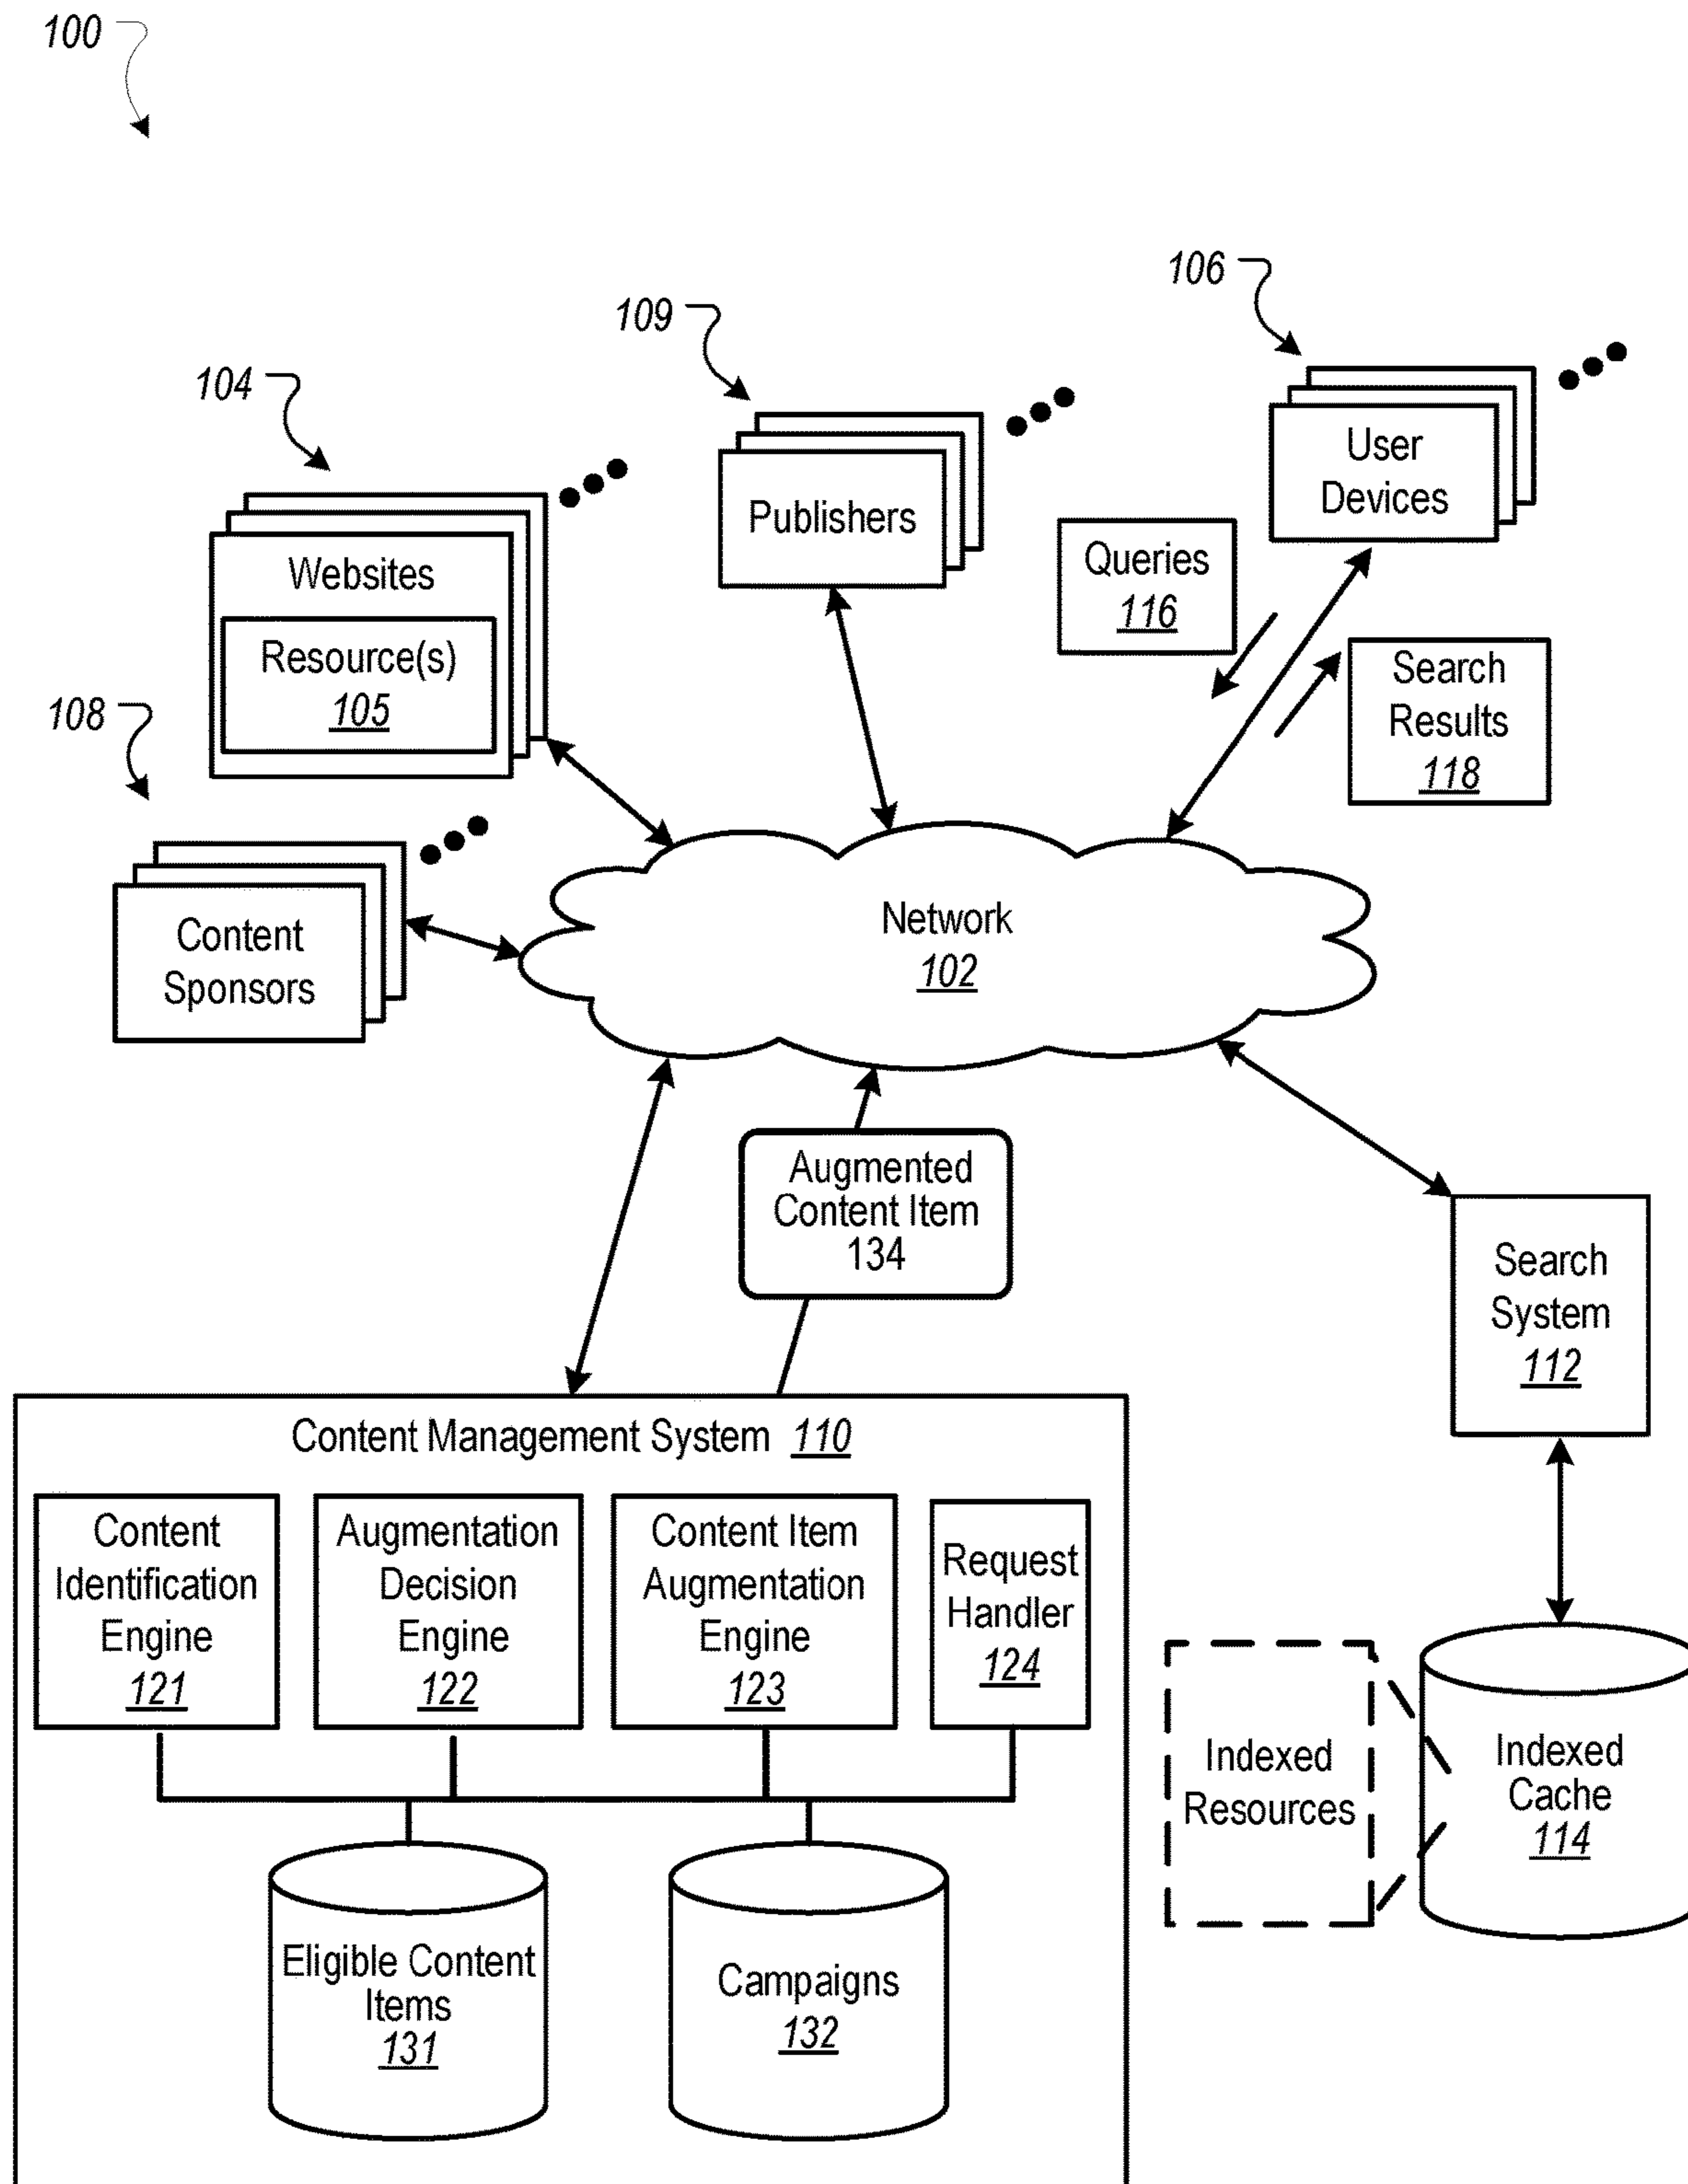 100
106
109
104
User
Devices
Publishers
Queries
116
Websites
Resource(s)
105
Search
Results
118
108
Content
Sponsors
Network
102
Augmented
Content Item
134
Search
System
112
Content Management System 110
Content
Identification
Engine
121
Augmentation
Decision
Engine
122
Content Item
Augmentation
Engine
123
Request
Handler
124
Indexed
Resources
Indexed
Cache
114
Eligible Content
Items
131
Campaigns
132